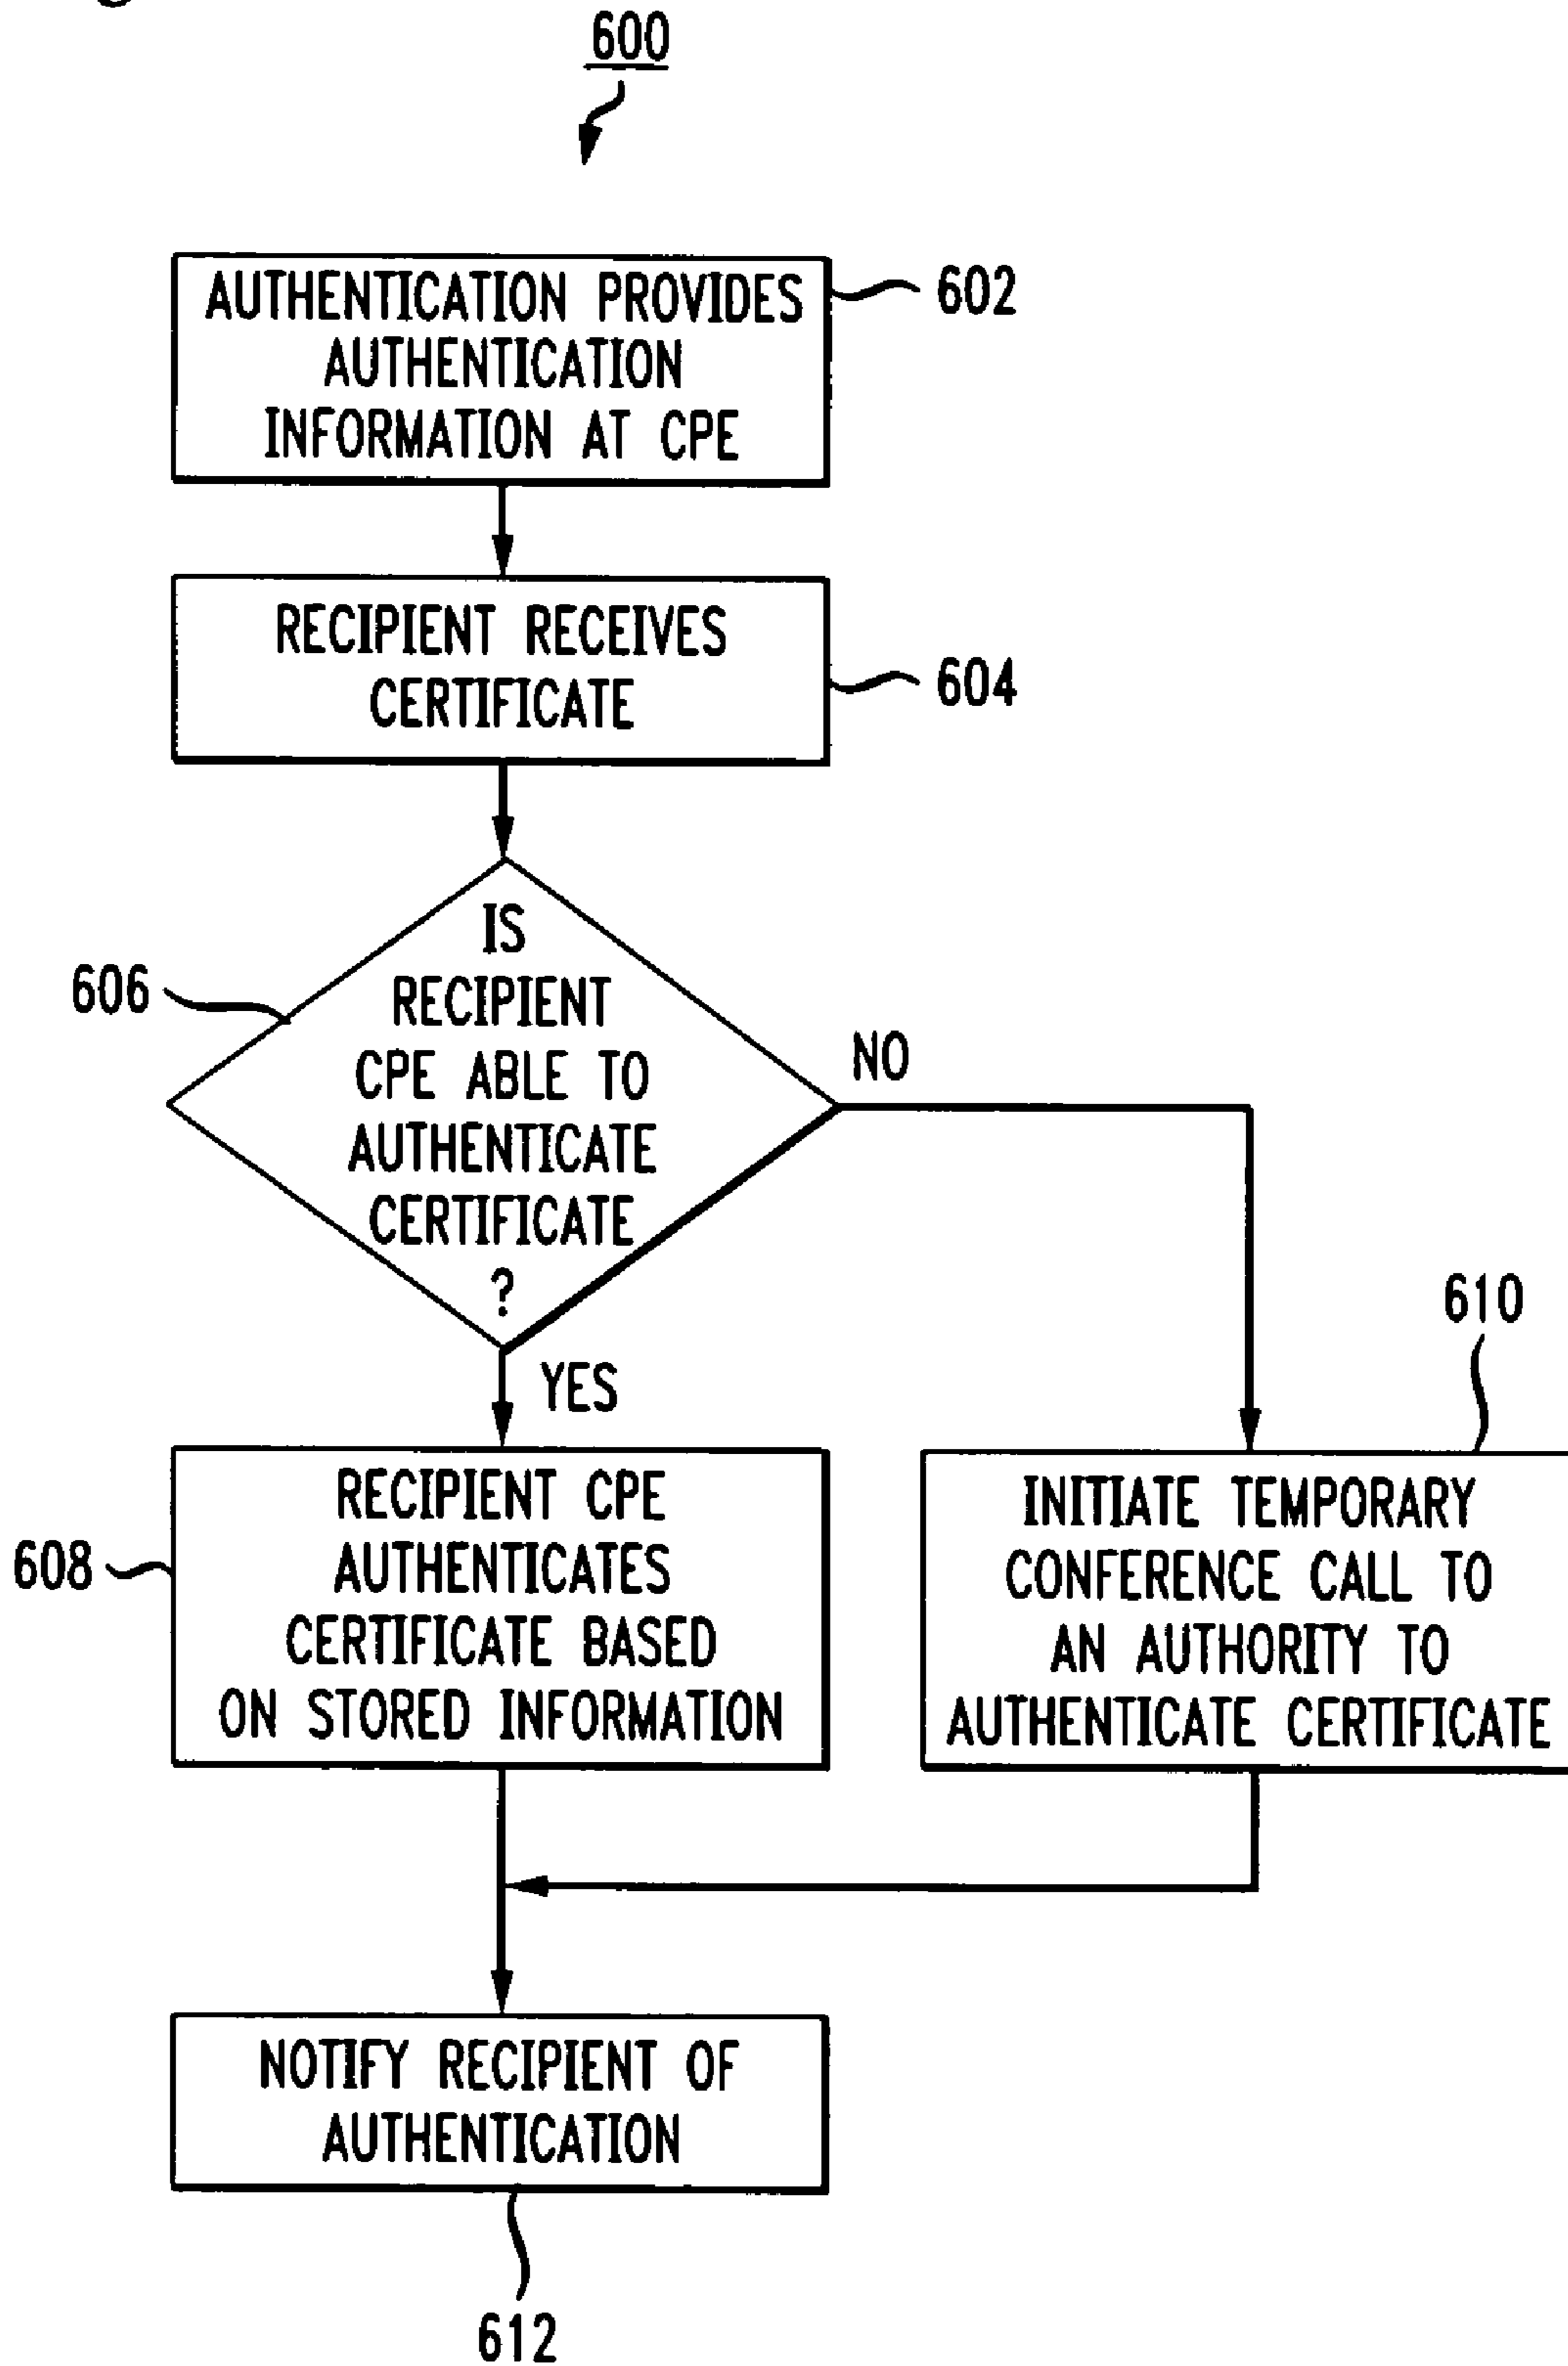 600
AUTHENTICATION PROVIDES
AUTHENTICATION
INFORMATION AT CPE
602
RECIPIENT RECEIVES
CERTIFICATE
604
IS
RECIPIENT
CPE ABLE TO
AUTHENTICATE
CERTIFICATE
?
606
NO
YES
RECIPIENT CPE
AUTHENTICATES
CERTIFICATE BASED
ON STORED INFORMATION
608
INITIATE TEMPORARY
CONFERENCE CALL TO
AN AUTHORITY TO
AUTHENTICATE CERTIFICATE
610
NOTIFY RECIPIENT OF
AUTHENTICATION
612